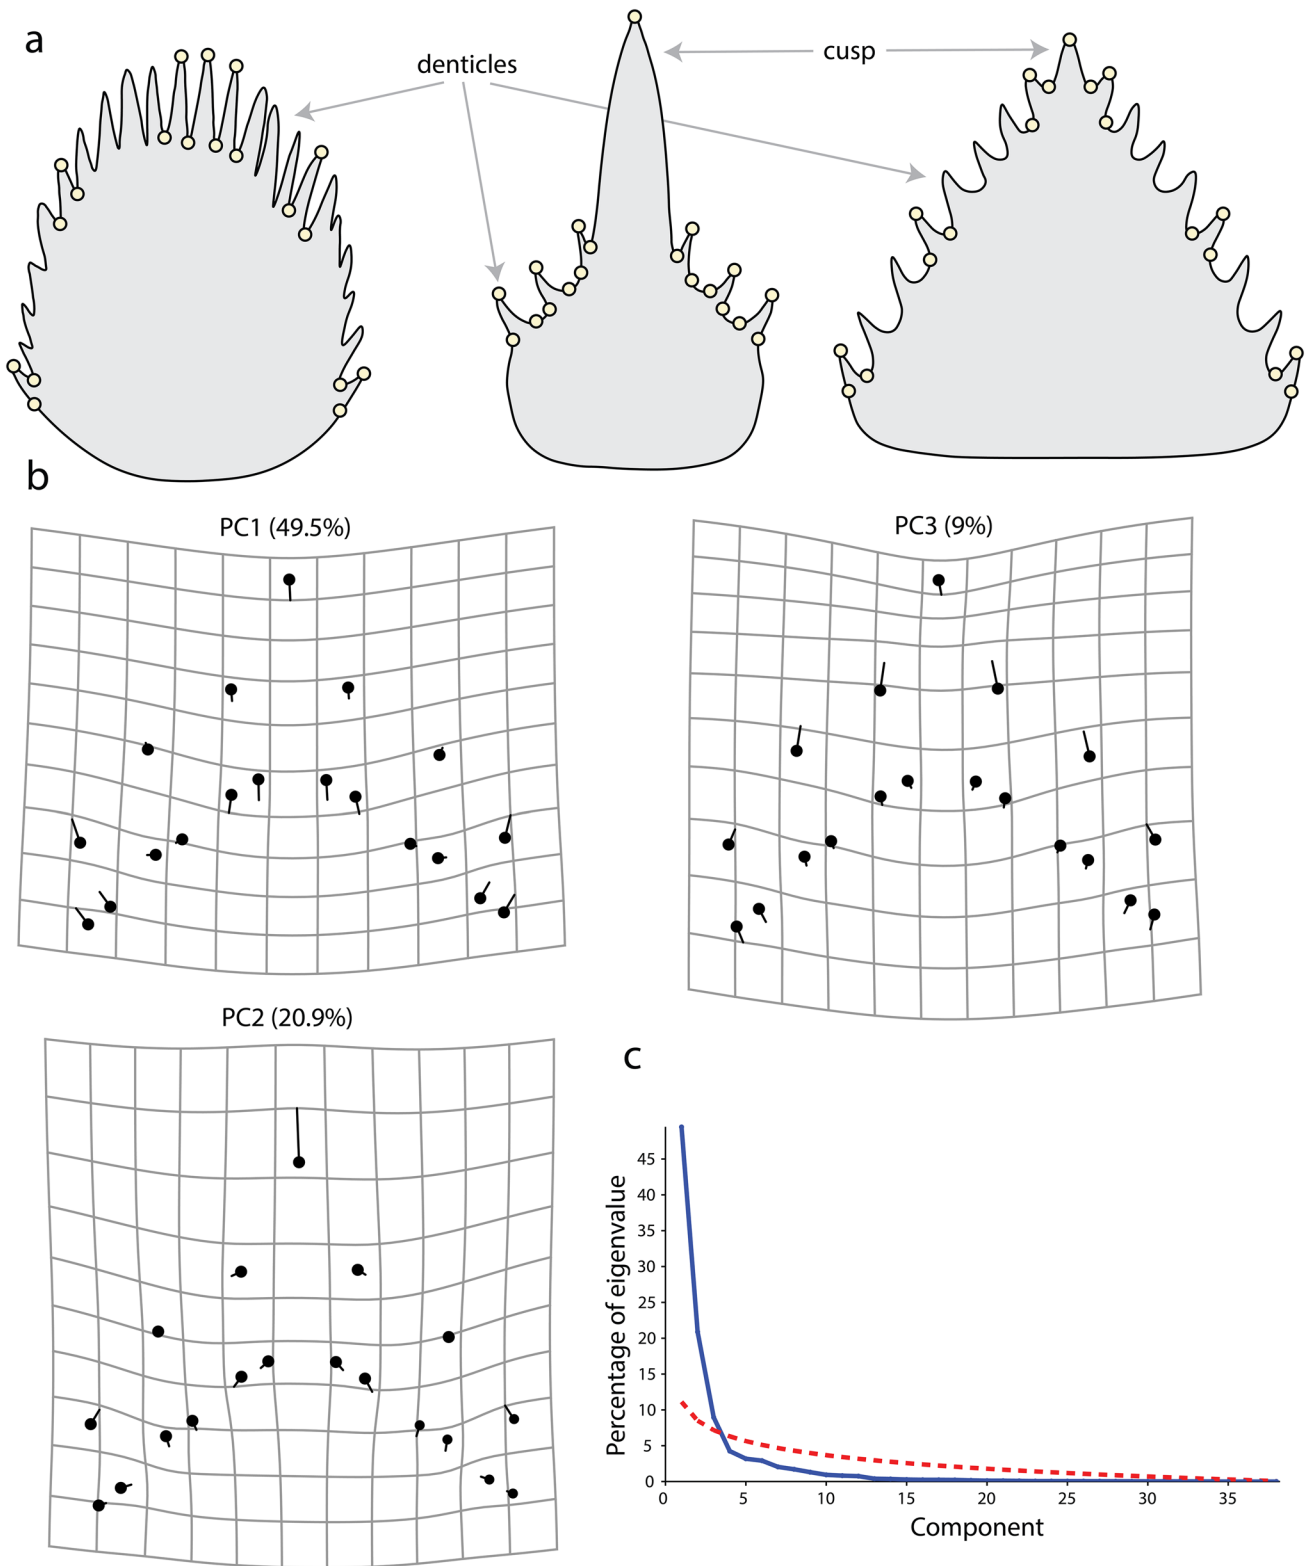 a
denticles
cusp
b
PC1 (49.5%)
PC3 (9%)
PC2 (20.9%)
c
Percentage of eigenvalue
45
40
35
30
25
20
15
10
5
0
0 5 10 15 20 25 30 35
Component